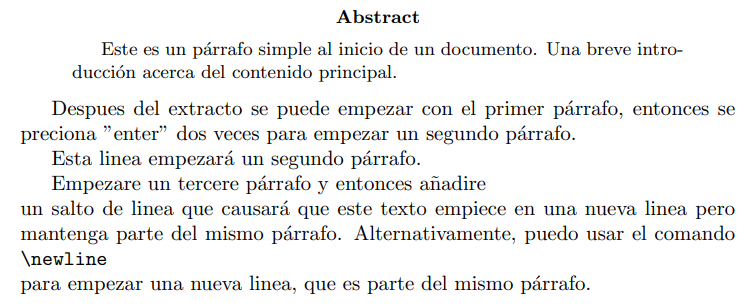 Abstract
Este es un párrafo simple al inicio de un documento. Una breve intro-
ducción acerca del contenido principal.
Despues del extracto se puede empezar con el primer párrafo, entonces se
preciona ”enter” dos veces para empezar un segundo párrafo.
Esta linea empezará un segundo párrafo.
Empezare un tercere párrafo y entonces añadire
un salto de linea que causará que este texto empiece en una nueva linea pero
mantenga parte del mismo párrafo. Alternativamente, puedo usar el comando
\newline
para empezar una nueva linea, que es parte del mismo párrafo.